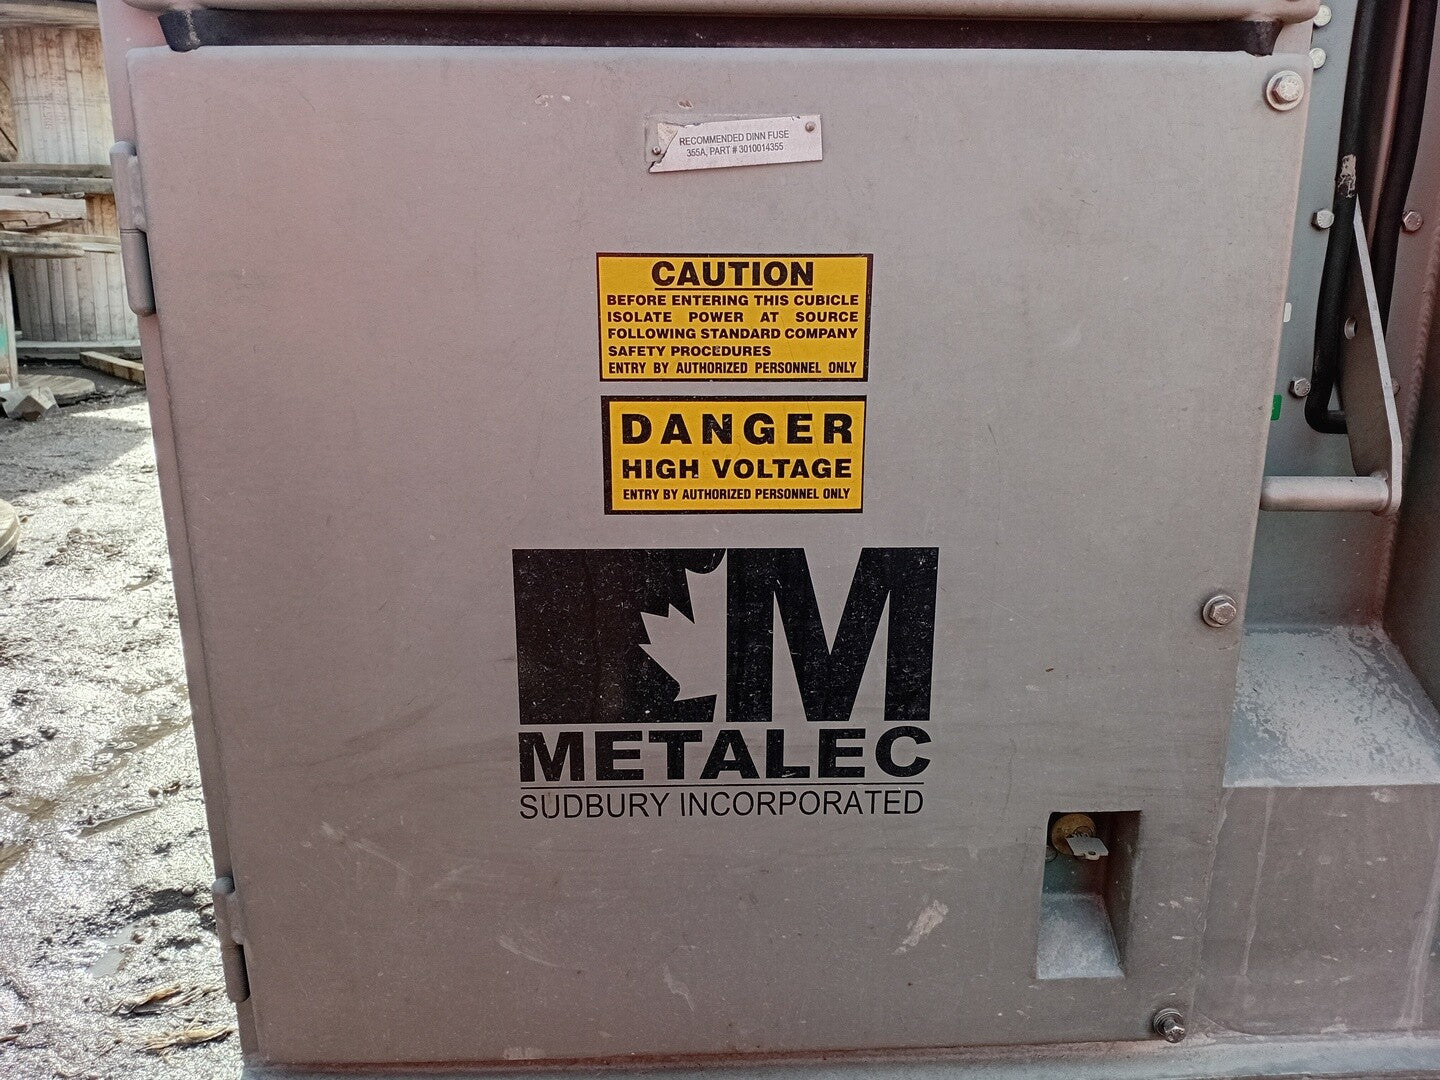 RECOMMENDED DINN FUSE
355A, PART # 3010014355
CAUTION
BEFORE ENTERING THIS CUBICLE
ISOLATE POWER AT SOURCE
FOLLOWING STANDARD COMPANY
SAFETY PROCEDURES
ENTRY BY AUTHORIZED PERSONNEL ONLY
DANGER
HIGH VOLTAGE
ENTRY BY AUTHORIZED PERSONNEL ONLY
M
METALEC
SUDBURY INCORPORATED